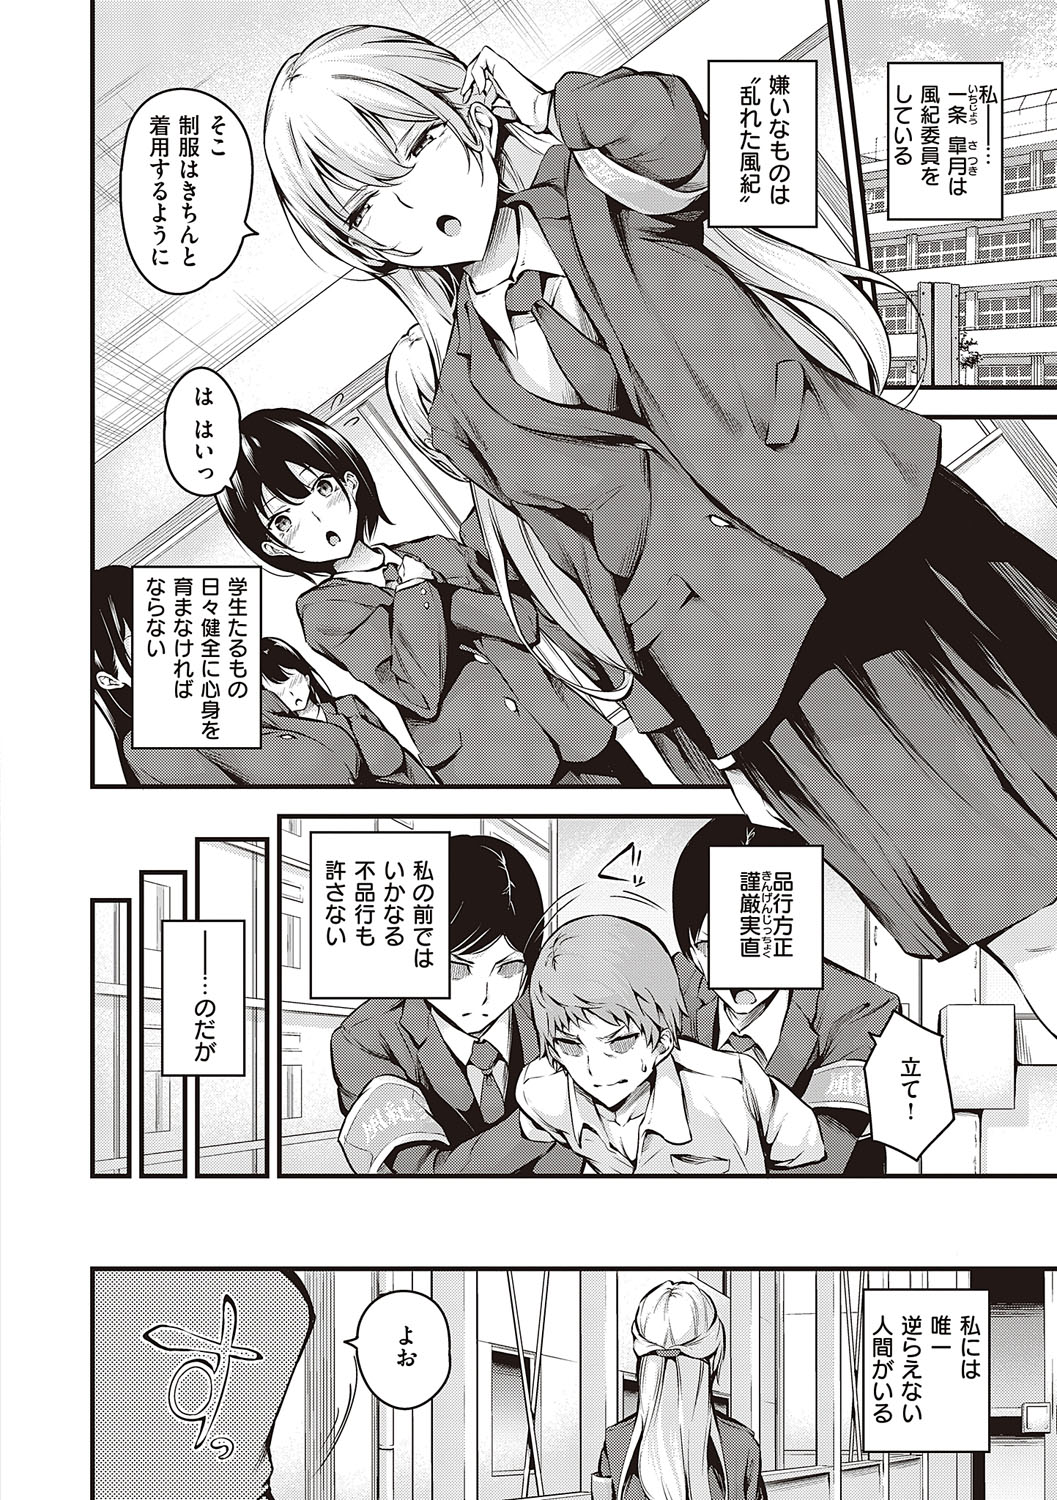 私――…
一条 皐月は
風紀委員を
している
嫌いなものは
〝乱れた風紀〟
そこ
制服はきちんと
着用するように
は はいっ
学生たるもの
日々健全に心身を
育まなければ
ならない
品行方正
謹厳実直
立て！
私の前では
いかなる
不品行も
許さない
風紀
風紀
――…のだが
私には
唯一
逆らえない
人間がいる
よお
すっ